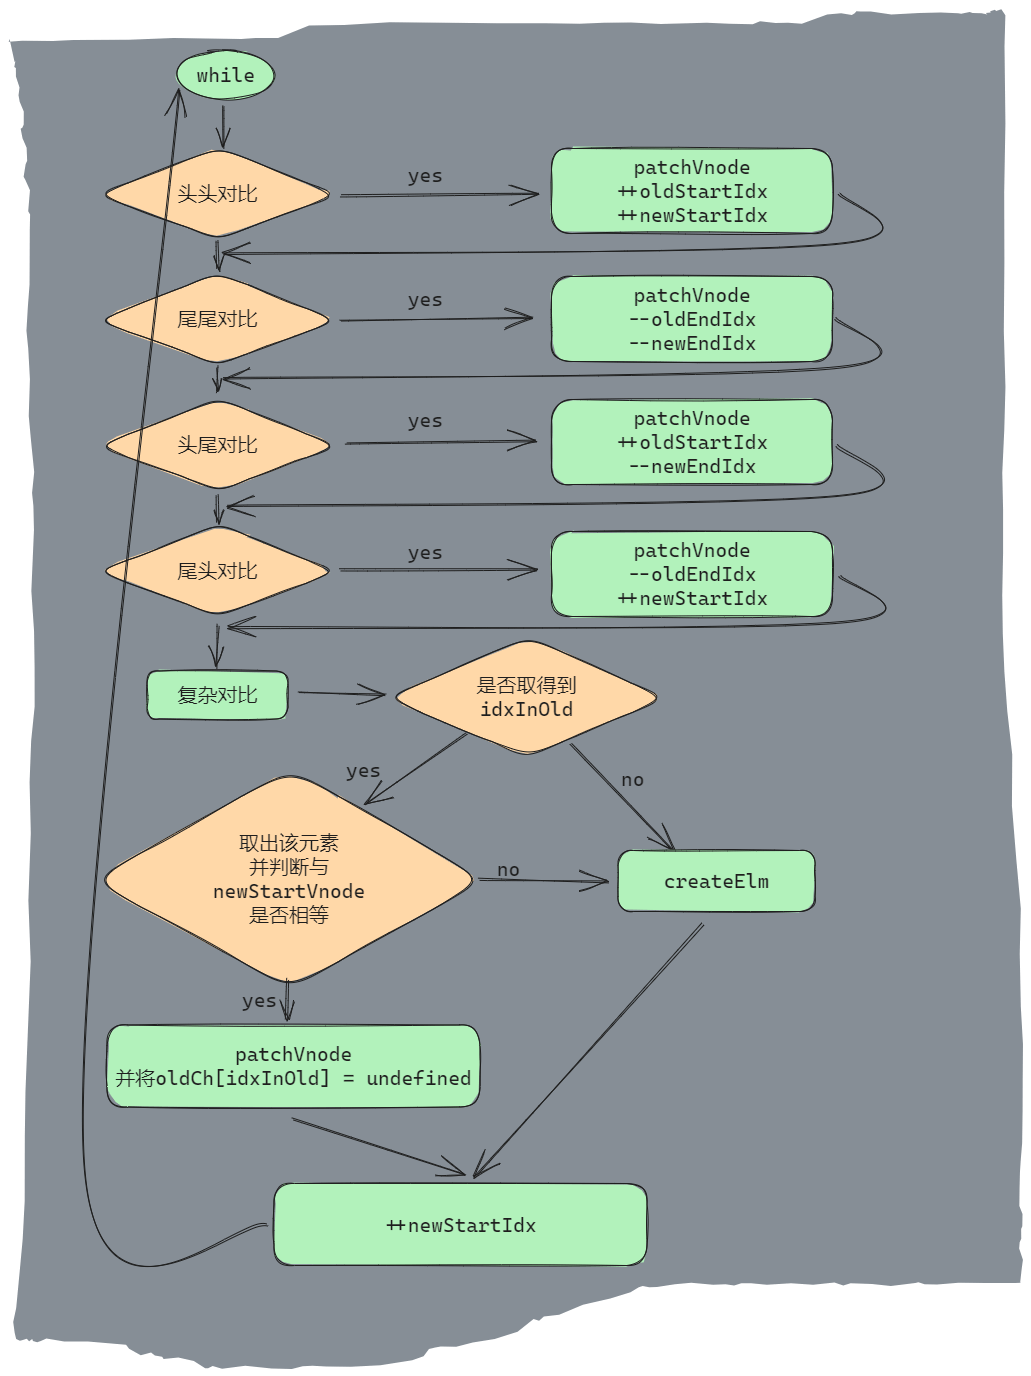 while
头头对比
yes
patchVnode
++oldStartIdx
++newStartIdx
尾尾对比
yes
patchVnode
--oldEndIdx
--newEndIdx
头尾对比
yes
patchVnode
++oldStartIdx
--newEndIdx
尾头对比
yes
patchVnode
--oldEndIdx
++newStartIdx
复杂对比
是否取得到
idxInOld
yes
no
取出该元素
并判断与
newStartVnode
是否相等
no
createElm
yes
patchVnode
并将oldCh[idxInOld] = undefined
++newStartIdx